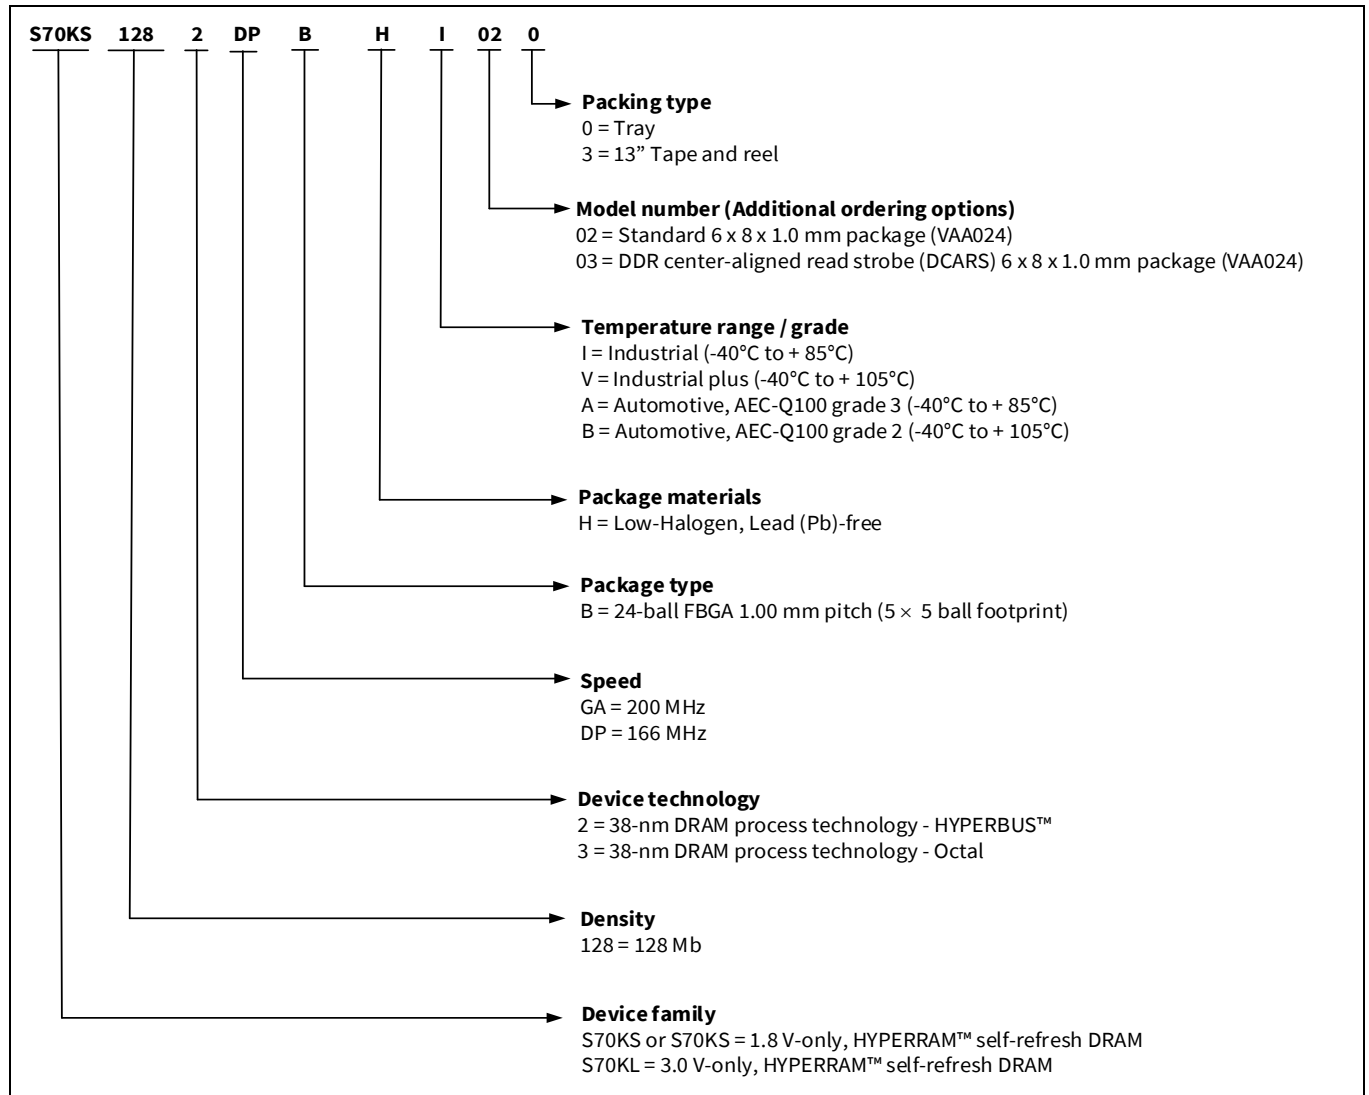 S70KS 128 2 DP B H I 02 0
Packing type
0 = Tray
3 = 13” Tape and reel
Model number (Additional ordering options)
02 = Standard 6 x 8 x 1.0 mm package (VAA024)
03 = DDR center-aligned read strobe (DCARS) 6 x 8 x 1.0 mm package (VAA024)
Temperature range / grade
I = Industrial (-40°C to + 85°C)
V = Industrial plus (-40°C to + 105°C)
A = Automotive, AEC-Q100 grade 3 (-40°C to + 85°C)
B = Automotive, AEC-Q100 grade 2 (-40°C to + 105°C)
Package materials
H = Low-Halogen, Lead (Pb)-free
Package type
B = 24-ball FBGA 1.00 mm pitch (5 × 5 ball footprint)
Speed
GA = 200 MHz
DP = 166 MHz
Device technology
2 = 38-nm DRAM process technology - HYPERBUS™
3 = 38-nm DRAM process technology - Octal
Density
128 = 128 Mb
Device family
S70KS or S70KS = 1.8 V-only, HYPERRAM™ self-refresh DRAM
S70KL = 3.0 V-only, HYPERRAM™ self-refresh DRAM